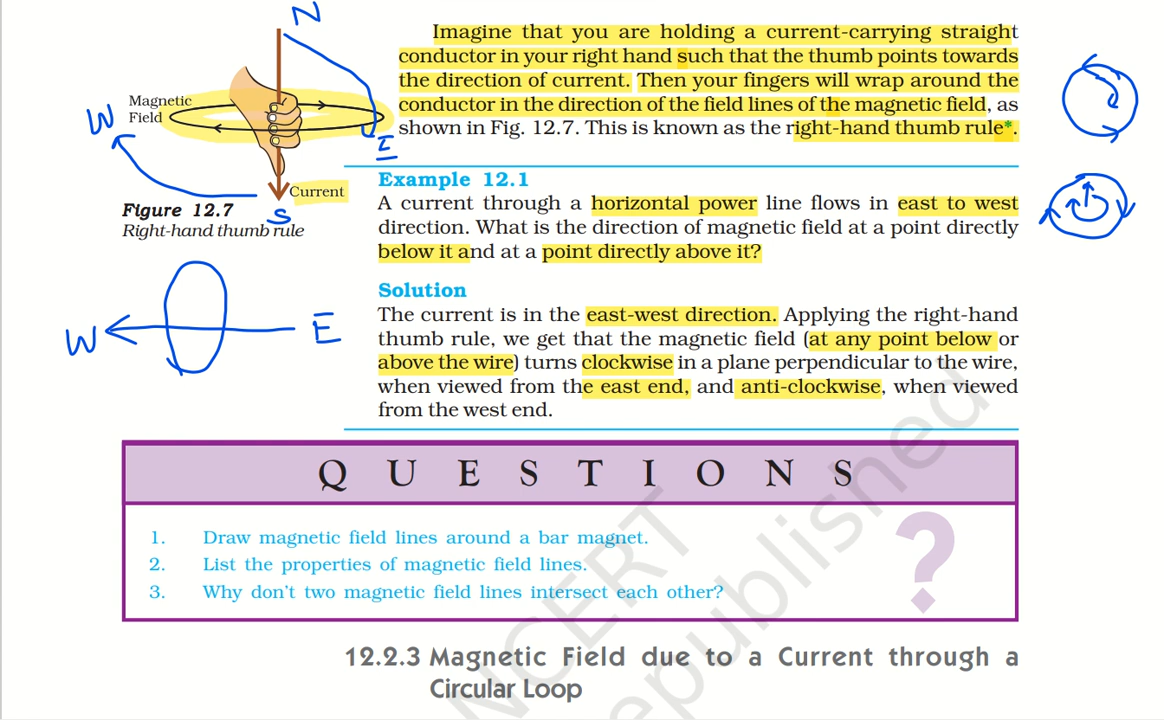 N
Magnetic
Field
W
E
Current
S
Figure 12.7
Right-hand thumb rule
W
E
Imagine that you are holding a current-carrying straight
conductor in your right hand such that the thumb points towards
the direction of current. Then your fingers will wrap around the
conductor in the direction of the field lines of the magnetic field, as
shown in Fig. 12.7. This is known as the right-hand thumb rule*.
Example 12.1
A current through a horizontal power line flows in east to west
direction. What is the direction of magnetic field at a point directly
below it and at a point directly above it?
Solution
The current is in the east-west direction. Applying the right-hand
thumb rule, we get that the magnetic field (at any point below or
above the wire) turns clockwise in a plane perpendicular to the wire,
when viewed from the east end, and anti-clockwise, when viewed
from the west end.
QUESTIONS
?
1. Draw magnetic field lines around a bar magnet.
2. List the properties of magnetic field lines.
3. Why don't two magnetic field lines intersect each other?
12.2.3 Magnetic Field due to a Current through a
Circular Loop
NCERT
republished